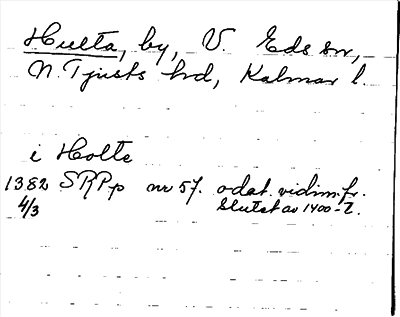 Hulta, by, V. Eds sn,
N. Tjusts hd, Kalmar l.
i Holte
1382 SRPp nr 57. odat. vidim. fr.
4/3 slutet av 1400-t.